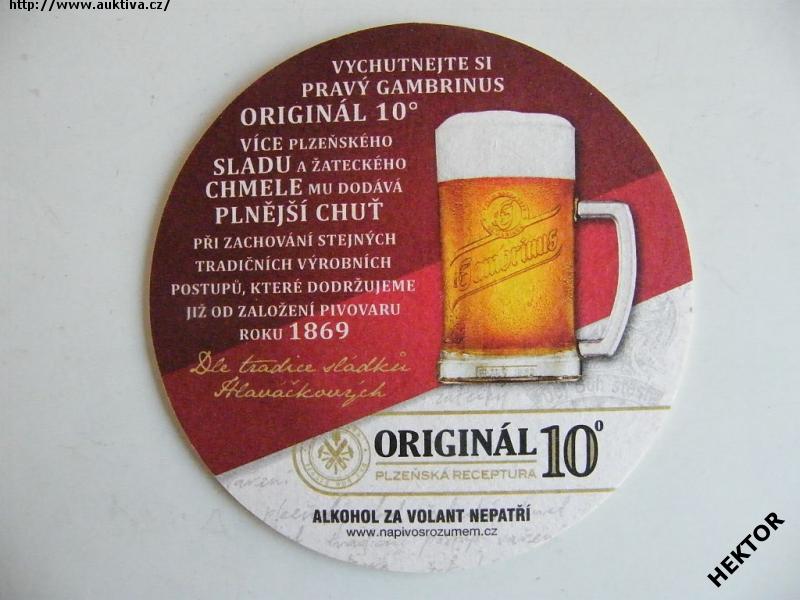 http://www.auktiva.cz/
VYCHUTNEJTE SI
PRAVÝ GAMBRINUS
ORIGINÁL 10°
VÍCE PLZEŇSKÉHO
SLADU A ŽATECKÉHO
CHMELE MU DODÁVÁ
PLNĚJŠÍ CHUŤ
PŘI ZACHOVÁNÍ STEJNÝCH
TRADIČNÍCH VÝROBNÍCH
POSTUPŮ, KTERÉ DODRŽUJEME
JIŽ OD ZALOŽENÍ PIVOVARU
ROKU 1869
Dle tradice sládků
Hlaváčkových
Gambrinus
ORIGINÁL 10°
PLZEŇSKÁ RECEPTURA
ALKOHOL ZA VOLANT NEPATŘÍ
www.napivosrozumem.cz
HEKTOR